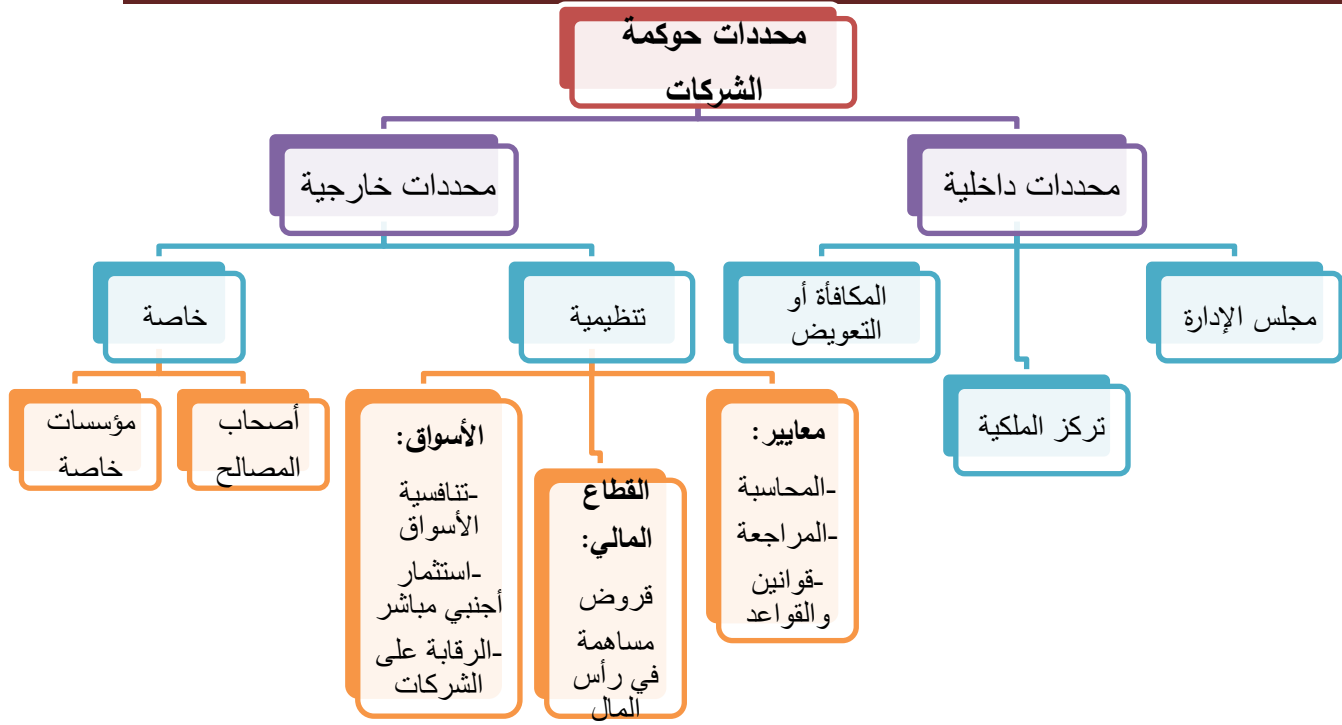 محددات حوكمة
الشركات
محددات داخلية
محددات خارجية
مجلس الإدارة
تركز الملكية
المكافأة أو
التعويض
تنظيمية
خاصة
معايير:
-المحاسبة
-المراجعة
-قوانين
والقواعد
القطاع
المالي:
قروض
مساهمة
في رأس
المال
الأسواق:
-تنافسية
الأسواق
-استثمار
أجنبي مباشر
-الرقابة على
الشركات
أصحاب
المصالح
مؤسسات
خاصة